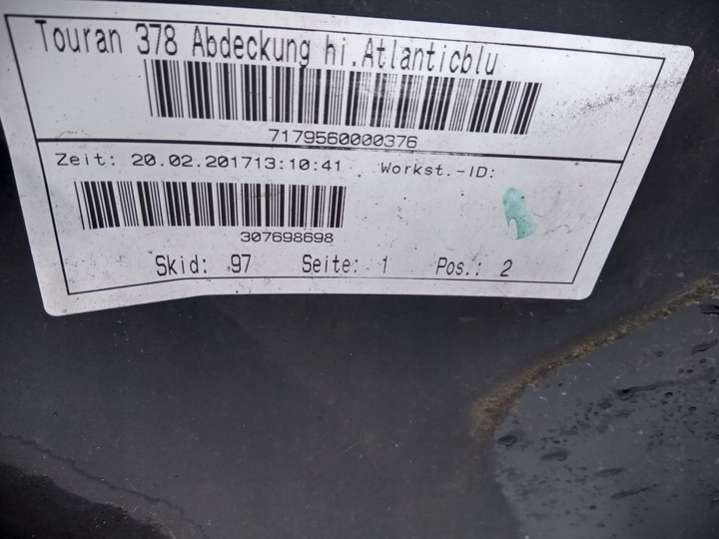 Touran 378 Abdeckung hi.Atlanticblu
7179560000376
Zeit: 20.02.201713:10:41 Workst.-ID:
307698698
Skid: 97 Seite: 1 Pos.: 2